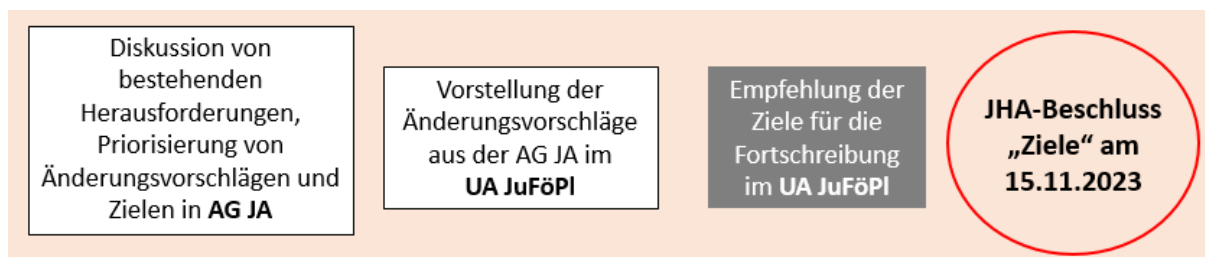 Diskussion von
bestehenden
Herausforderungen,
Priorisierung von
Änderungsvorschlägen und
Zielen in AG JA
Vorstellung der
Änderungsvorschläge
aus der AG JA im
UA JuFöPl
Empfehlung der
Ziele für die
Fortschreibung
im UA JuFöPl
JHA-Beschluss
„Ziele“ am
15.11.2023